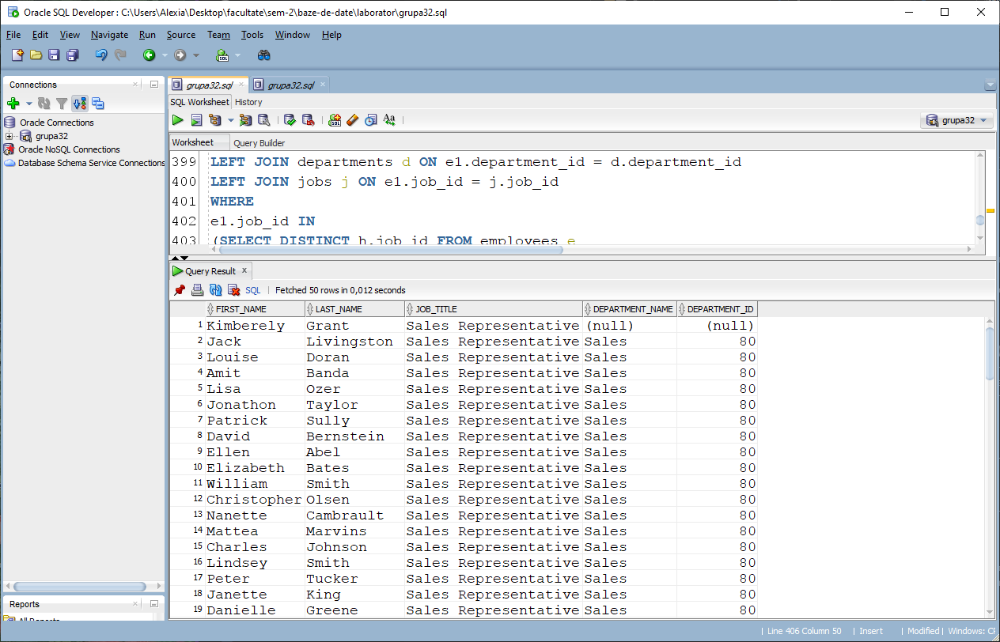 Oracle SQL Developer : C:\Users\Alexia\Desktop\facultate\sem-2\baze-de-date\laborator\grupa32.sql
File Edit View Navigate Run Source Team Tools Window Help
Connections
Oracle Connections
grupa32
Oracle NoSQL Connections
Database Schema Service Connections
Reports
All Reports
grupa32.sql grupa32.sql
SQL Worksheet History
grupa32
Worksheet Query Builder
399 LEFT JOIN departments d ON e1.department_id = d.department_id
400 LEFT JOIN jobs j ON e1.job_id = j.job_id
401 WHERE
402 e1.job_id IN
403 (SELECT DISTINCT h.job_id FROM employees e
Query Result x
SQL | Fetched 50 rows in 0,012 seconds
FIRST_NAME LAST_NAME JOB_TITLE DEPARTMENT_NAME DEPARTMENT_ID
1 Kimberely Grant Sales Representative (null) (null)
2 Jack Livingston Sales Representative Sales 80
3 Louise Doran Sales Representative Sales 80
4 Amit Banda Sales Representative Sales 80
5 Lisa Ozer Sales Representative Sales 80
6 Jonathon Taylor Sales Representative Sales 80
7 Patrick Sully Sales Representative Sales 80
8 David Bernstein Sales Representative Sales 80
9 Ellen Abel Sales Representative Sales 80
10 Elizabeth Bates Sales Representative Sales 80
11 William Smith Sales Representative Sales 80
12 Christopher Olsen Sales Representative Sales 80
13 Nanette Cambrault Sales Representative Sales 80
14 Mattea Marvins Sales Representative Sales 80
15 Charles Johnson Sales Representative Sales 80
16 Lindsey Smith Sales Representative Sales 80
17 Peter Tucker Sales Representative Sales 80
18 Janette King Sales Representative Sales 80
19 Danielle Greene Sales Representative Sales 80
| Line 406 Column 50 | Insert | Modified | Windows: CF